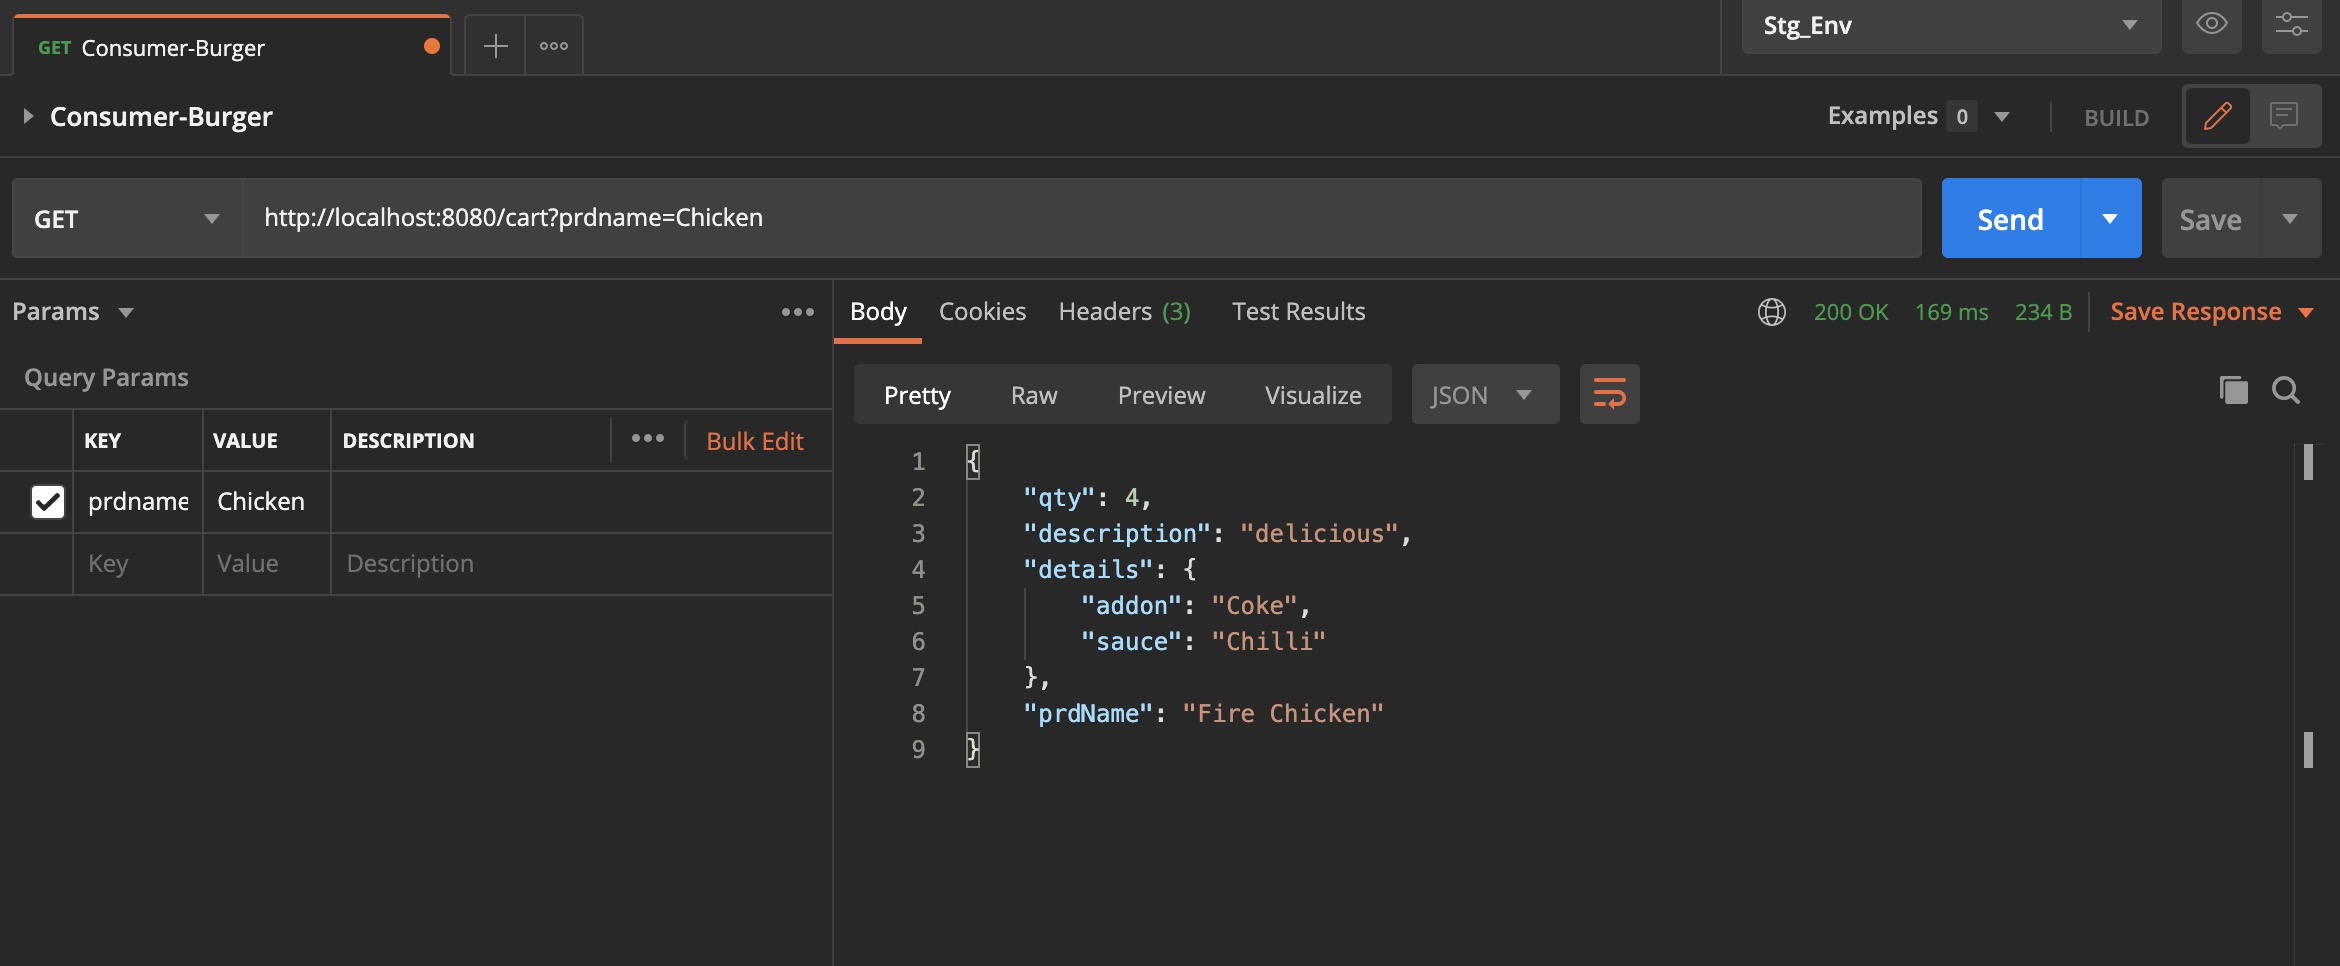 GET Consumer-Burger
Stg_Env
Consumer-Burger
Examples 0
BUILD
GET
http://localhost:8080/cart?prdname=Chicken
Send
Save
Params
Body Cookies Headers (3) Test Results
200 OK 169 ms 234 B Save Response
Query Params
Pretty Raw Preview Visualize JSON
KEY VALUE DESCRIPTION Bulk Edit
prdname Chicken
Key Value Description
1 {
2 "qty": 4,
3 "description": "delicious",
4 "details": {
5 "addon": "Coke",
6 "sauce": "Chilli"
7 },
8 "prdName": "Fire Chicken"
9 }